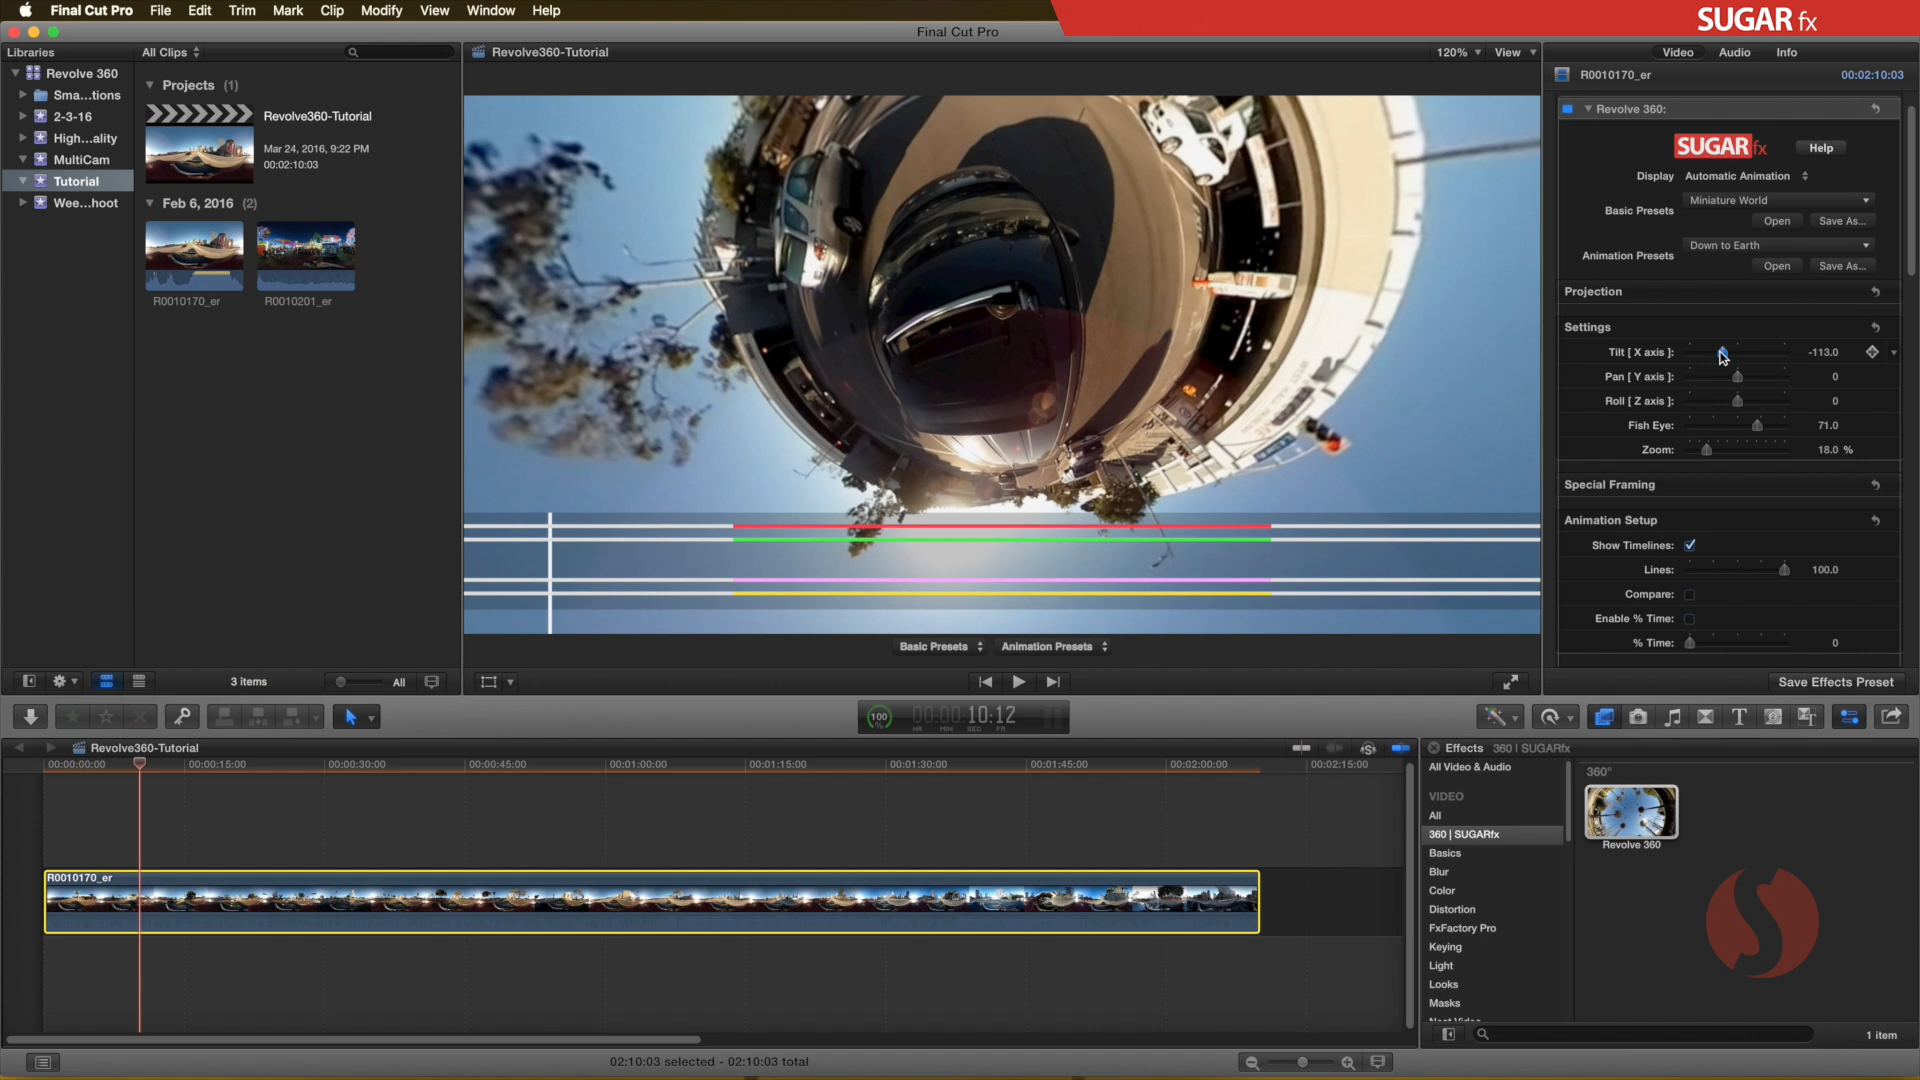 Final Cut Pro File Edit Trim Mark Clip Modify View Window Help
SUGAR fx
Final Cut Pro
Libraries
All Clips
Revolve 360
Sma...tions
2-3-16
High...ality
MultiCam
Tutorial
Wee...hoot
Projects (1)
Revolve360-Tutorial
Mar 24, 2016, 9:22 PM
00:02:10:03
Feb 6, 2016 (2)
R0010170_er
R0010201_er
3 items
All
Revolve360-Tutorial
120%
View
Basic Presets
Animation Presets
Video Audio Info
R0010170_er
00:02:10:03
Revolve 360:
SUGARfx
Help
Display Automatic Animation
Basic Presets Miniature World
Open Save As...
Animation Presets Down to Earth
Open Save As...
Projection
Settings
Tilt [ X axis ]: -113.0
Pan [ Y axis ]: 0
Roll [ Z axis ]: 0
Fish Eye: 71.0
Zoom: 18.0 %
Special Framing
Animation Setup
Show Timelines:
Lines: 100.0
Compare:
Enable % Time:
% Time: 0
Save Effects Preset
100
%
00:00:10:12
HR MIN SEC FR
Revolve360-Tutorial
00:00:00:00 00:00:15:00 00:00:30:00 00:00:45:00 00:01:00:00 00:01:15:00 00:01:30:00 00:01:45:00 00:02:00:00 00:02:15:00
R0010170_er
Effects 360 | SUGARfx
All Video & Audio
VIDEO
All
360 | SUGARfx
Basics
Blur
Color
Distortion
FxFactory Pro
Keying
Light
Looks
Masks
360°
Revolve 360
1 item
02:10:03 selected - 02:10:03 total